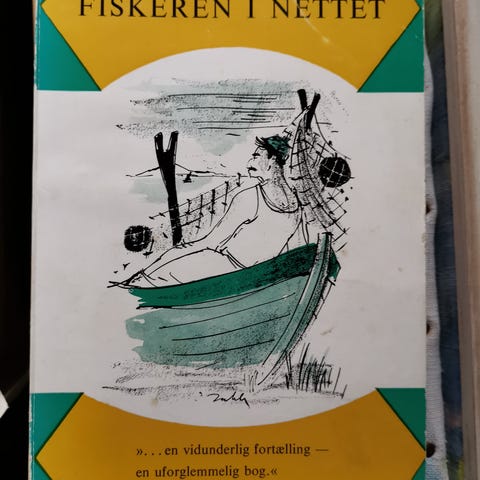 FISKEREN I NETTET
»...en vidunderlig fortælling —
en uforglemmelig bog.«